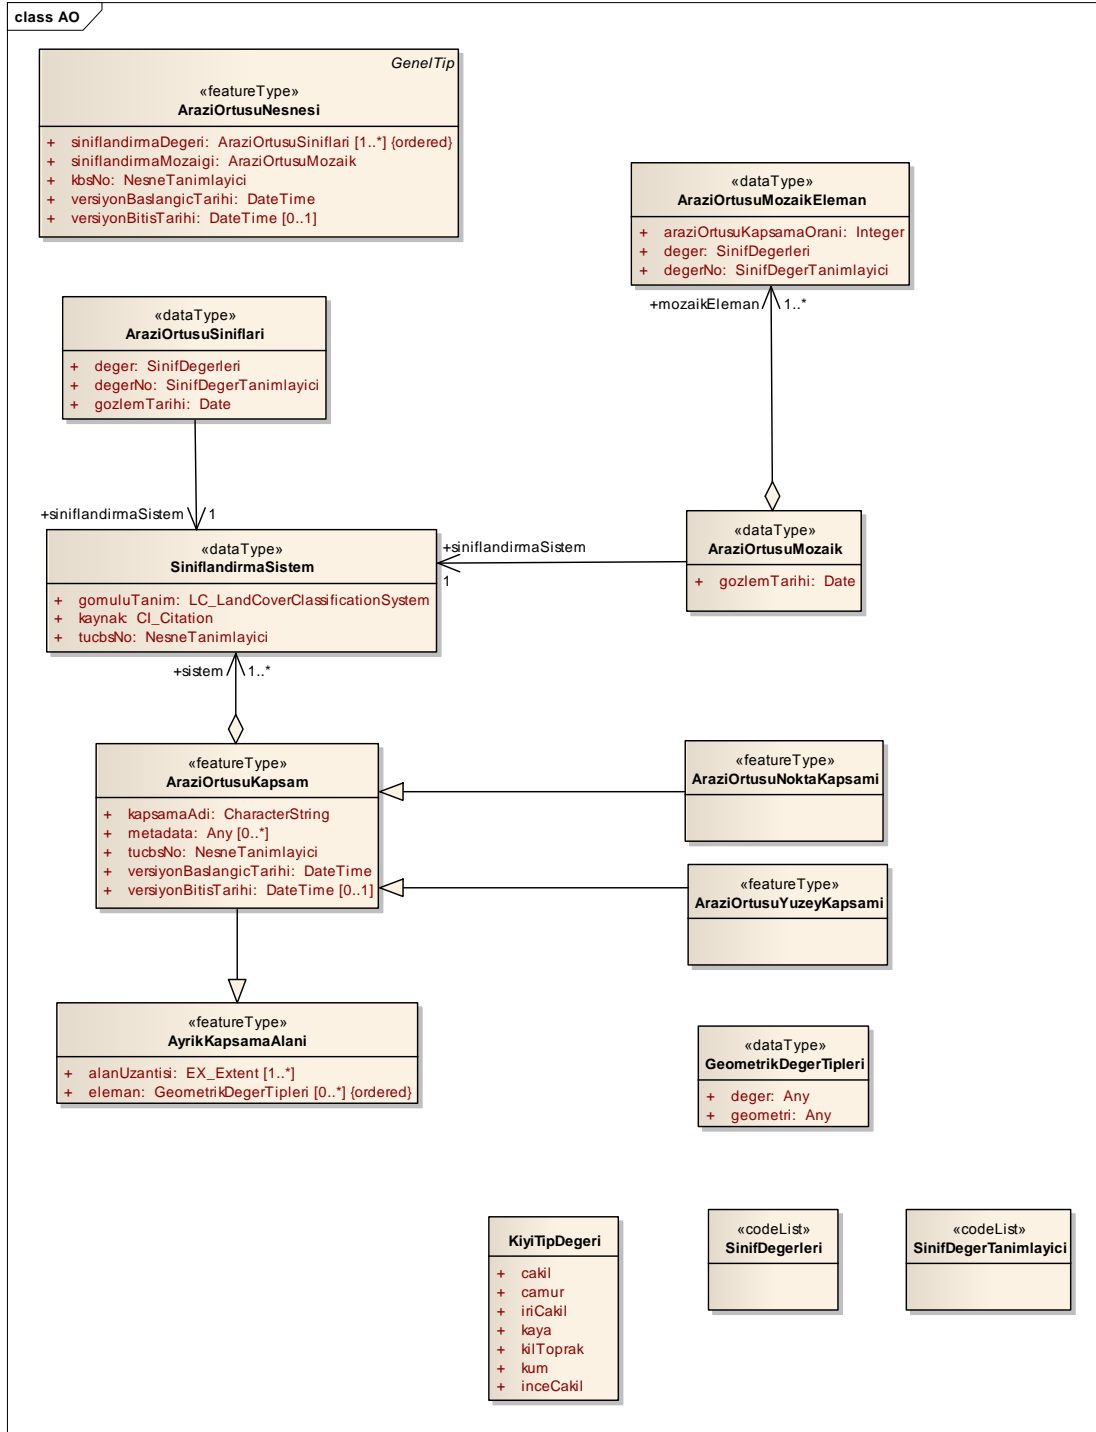 class AO
GenelTip
«featureType»
AraziOrtusuNesnesi
+ siniflandirmaDegeri: AraziOrtusuSiniflari [1..*] {ordered}
+ siniflandirmaMozaigi: AraziOrtusuMozaik
+ kbsNo: NesneTanimlayici
+ versiyonBaslangicTarihi: DateTime
+ versiyonBitisTarihi: DateTime [0..1]
«dataType»
AraziOrtusuMozaikEleman
+ araziOrtusuKapsamaOrani: Integer
+ deger: SinifDegerleri
+ degerNo: SinifDegerTanimlayici
+mozaikEleman 1..*
«dataType»
AraziOrtusuSiniflari
+ deger: SinifDegerleri
+ degerNo: SinifDegerTanimlayici
+ gozlemTarihi: Date
+siniflandirmaSistem 1
«dataType»
SiniflandirmaSistem
+ gomuluTanim: LC_LandCoverClassificationSystem
+ kaynak: CI_Citation
+ tucbsNo: NesneTanimlayici
+siniflandirmaSistem
1
«dataType»
AraziOrtusuMozaik
+ gozlemTarihi: Date
+sistem 1..*
«featureType»
AraziOrtusuKapsam
+ kapsamaAdi: CharacterString
+ metadata: Any [0..*]
+ tucbsNo: NesneTanimlayici
+ versiyonBaslangicTarihi: DateTime
+ versiyonBitisTarihi: DateTime [0..1]
«featureType»
AraziOrtusuNoktaKapsami
«featureType»
AraziOrtusuYuzeyKapsami
«featureType»
AyrikKapsamaAlani
+ alanUzantisi: EX_Extent [1..*]
+ eleman: GeometrikDegerTipleri [0..*] {ordered}
«dataType»
GeometrikDegerTipleri
+ deger: Any
+ geometri: Any
KiyiTipDegeri
+ cakil
+ camur
+ iriCakil
+ kaya
+ kilToprak
+ kum
+ inceCakil
«codeList»
SinifDegerleri
«codeList»
SinifDegerTanimlayici